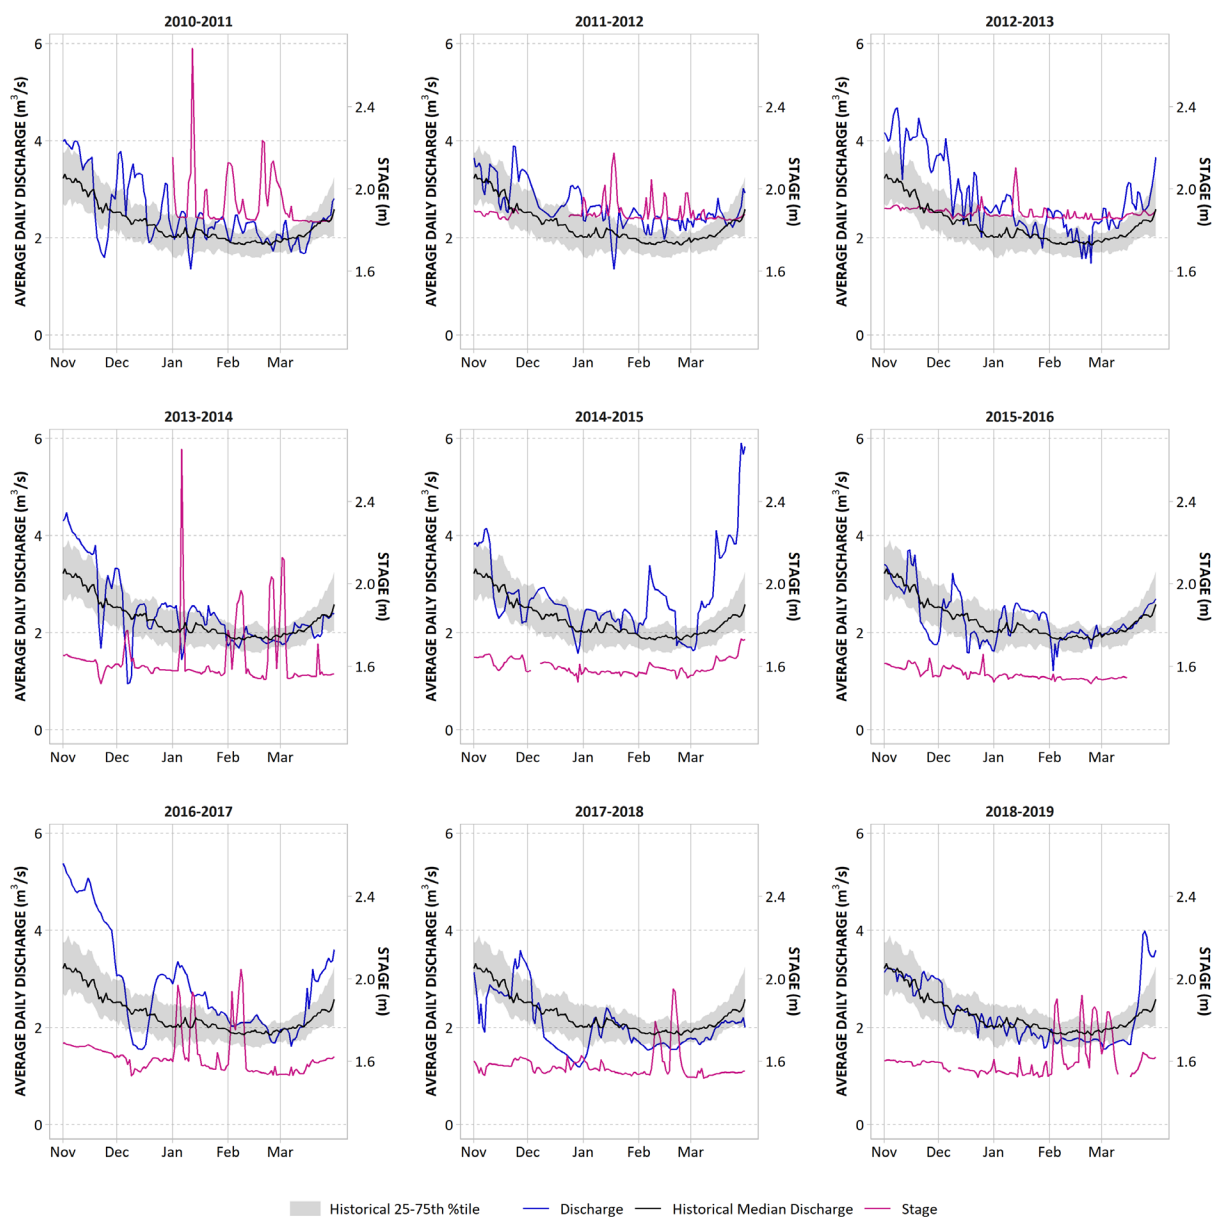 2010-2011
2011-2012
2012-2013
AVERAGE DAILY DISCHARGE (m³/s)
6
4
2
0
2.4
2.0
1.6
STAGE (m)
Nov Dec Jan Feb Mar
AVERAGE DAILY DISCHARGE (m³/s)
6
4
2
0
2.4
2.0
1.6
STAGE (m)
Nov Dec Jan Feb Mar
AVERAGE DAILY DISCHARGE (m³/s)
6
4
2
0
2.4
2.0
1.6
STAGE (m)
Nov Dec Jan Feb Mar
2013-2014
2014-2015
2015-2016
AVERAGE DAILY DISCHARGE (m³/s)
6
4
2
0
2.4
2.0
1.6
STAGE (m)
Nov Dec Jan Feb Mar
AVERAGE DAILY DISCHARGE (m³/s)
6
4
2
0
2.4
2.0
1.6
STAGE (m)
Nov Dec Jan Feb Mar
AVERAGE DAILY DISCHARGE (m³/s)
6
4
2
0
2.4
2.0
1.6
STAGE (m)
Nov Dec Jan Feb Mar
2016-2017
2017-2018
2018-2019
AVERAGE DAILY DISCHARGE (m³/s)
6
4
2
0
2.4
2.0
1.6
STAGE (m)
Nov Dec Jan Feb Mar
AVERAGE DAILY DISCHARGE (m³/s)
6
4
2
0
2.4
2.0
1.6
STAGE (m)
Nov Dec Jan Feb Mar
AVERAGE DAILY DISCHARGE (m³/s)
6
4
2
0
2.4
2.0
1.6
STAGE (m)
Nov Dec Jan Feb Mar
Historical 25-75th %tile Discharge Historical Median Discharge Stage